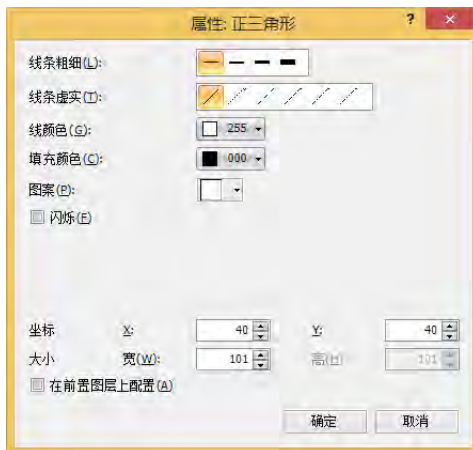 属性: 正三角形 ? ×
线条粗细(L):
线条虚实(T):
线颜色(G): 255
填充颜色(C): 000
图案(P):
闪烁(F)
坐标 X: 40 Y: 40
大小 宽(W): 101 高(H) 101
在前置图层上配置(A)
确定 取消